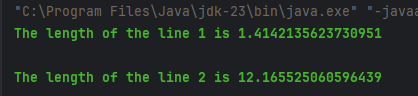 "C:\Program Files\Java\jdk-23\bin\java.exe" "-javaa
The length of the line 1 is 1.4142135623730951
The length of the line 2 is 12.165525060596439